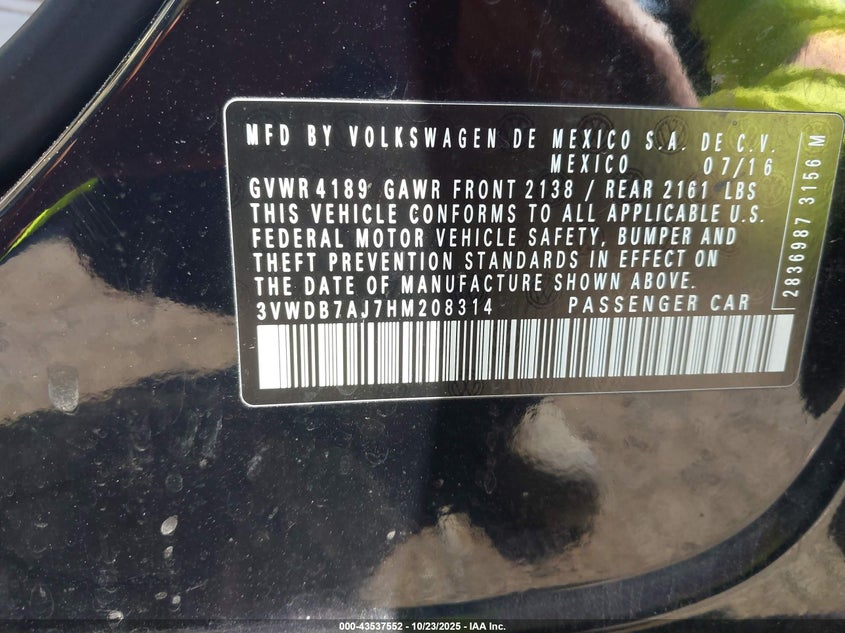 MFD BY VOLKSWAGEN DE MEXICO S.A. DE C.V.
MEXICO 07/16
GVWR 4189 GAWR FRONT 2138 / REAR 2161 LBS
THIS VEHICLE CONFORMS TO ALL APPLICABLE U.S.
FEDERAL MOTOR VEHICLE SAFETY, BUMPER AND
THEFT PREVENTION STANDARDS IN EFFECT ON
THE DATE OF MANUFACTURE SHOWN ABOVE.
3VWDB7AJ7HM208314 PASSENGER CAR
2836987 3156 M
000-43537552 - 10/23/2025 - IAA Inc.